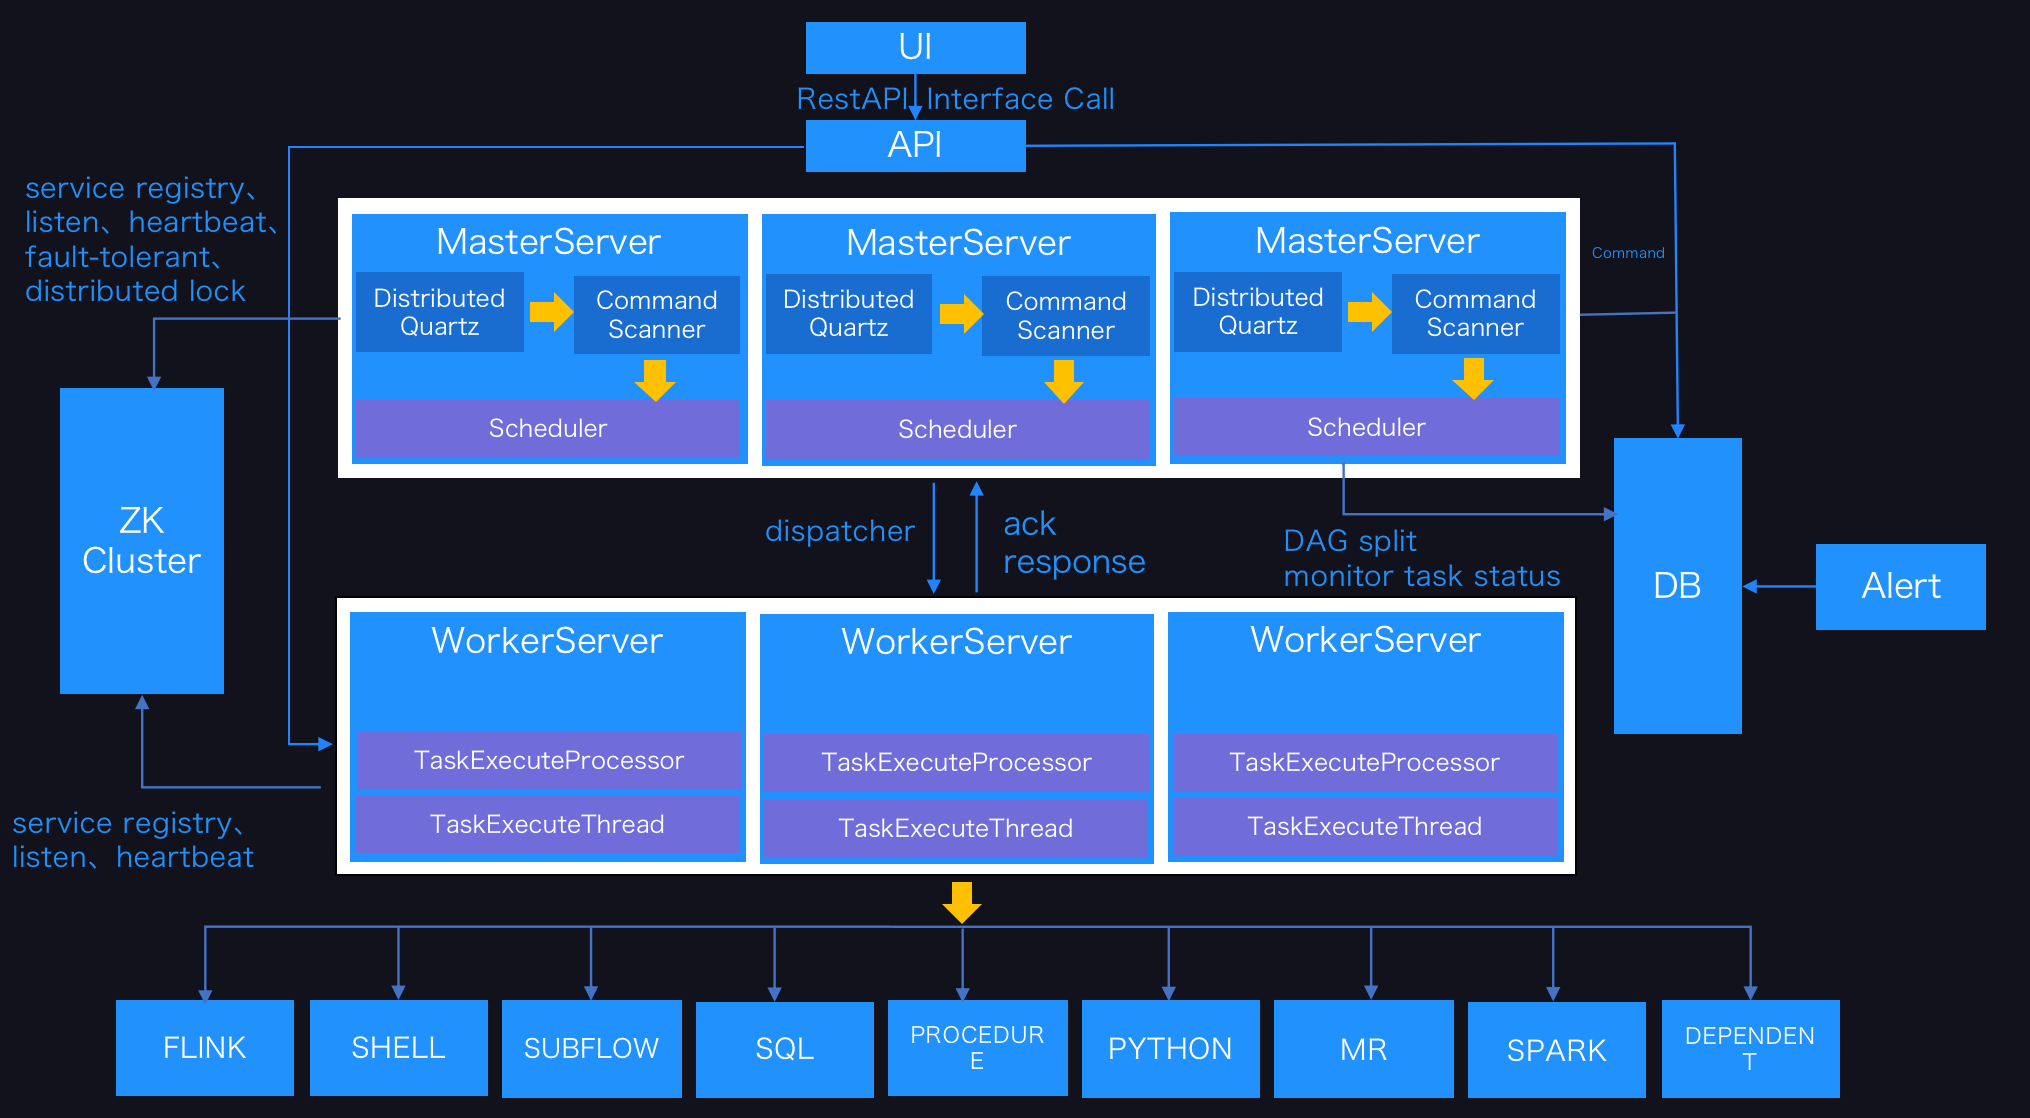 UI
RestAPI Interface Call
API
service registry、
listen、heartbeat、
fault-tolerant、
distributed lock
MasterServer
Distributed
Quartz
Command
Scanner
Scheduler
MasterServer
Distributed
Quartz
Command
Scanner
Scheduler
MasterServer
Distributed
Quartz
Command
Scanner
Scheduler
Command
ZK
Cluster
dispatcher
ack
response
DAG split
monitor task status
DB
Alert
WorkerServer
TaskExecuteProcessor
TaskExecuteThread
WorkerServer
TaskExecuteProcessor
TaskExecuteThread
WorkerServer
TaskExecuteProcessor
TaskExecuteThread
service registry、
listen、heartbeat
FLINK
SHELL
SUBFLOW
SQL
PROCEDUR
E
PYTHON
MR
SPARK
DEPENDEN
T